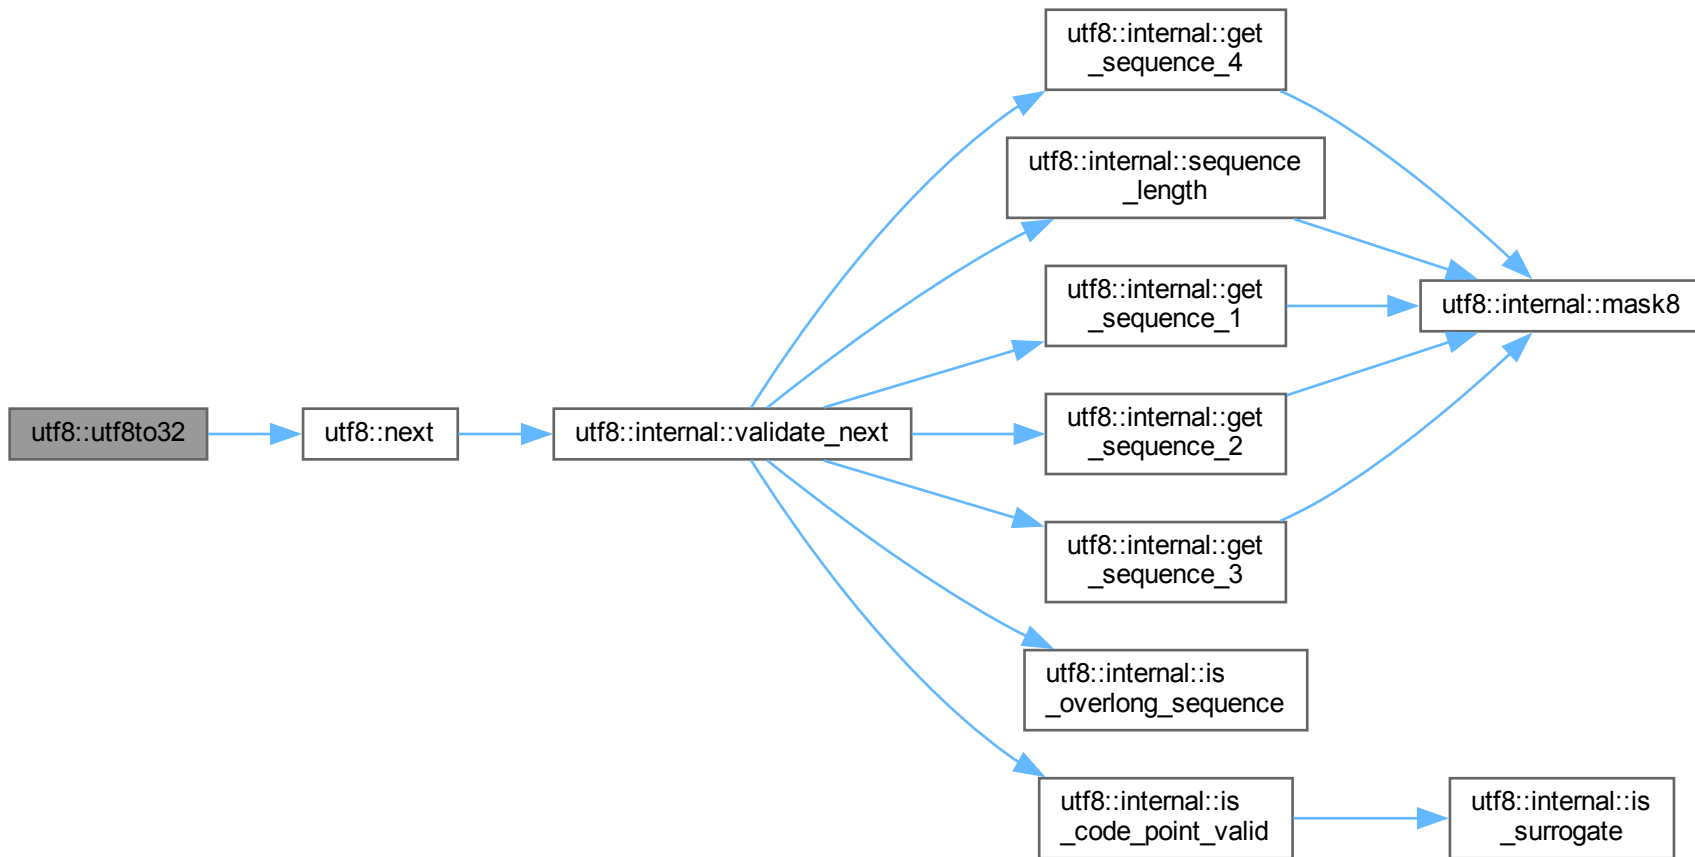 utf8::utf8to32
utf8::next
utf8::internal::validate_next
utf8::internal::get
_sequence_4
utf8::internal::sequence
_length
utf8::internal::get
_sequence_1
utf8::internal::get
_sequence_2
utf8::internal::get
_sequence_3
utf8::internal::is
_overlong_sequence
utf8::internal::is
_code_point_valid
utf8::internal::mask8
utf8::internal::is
_surrogate